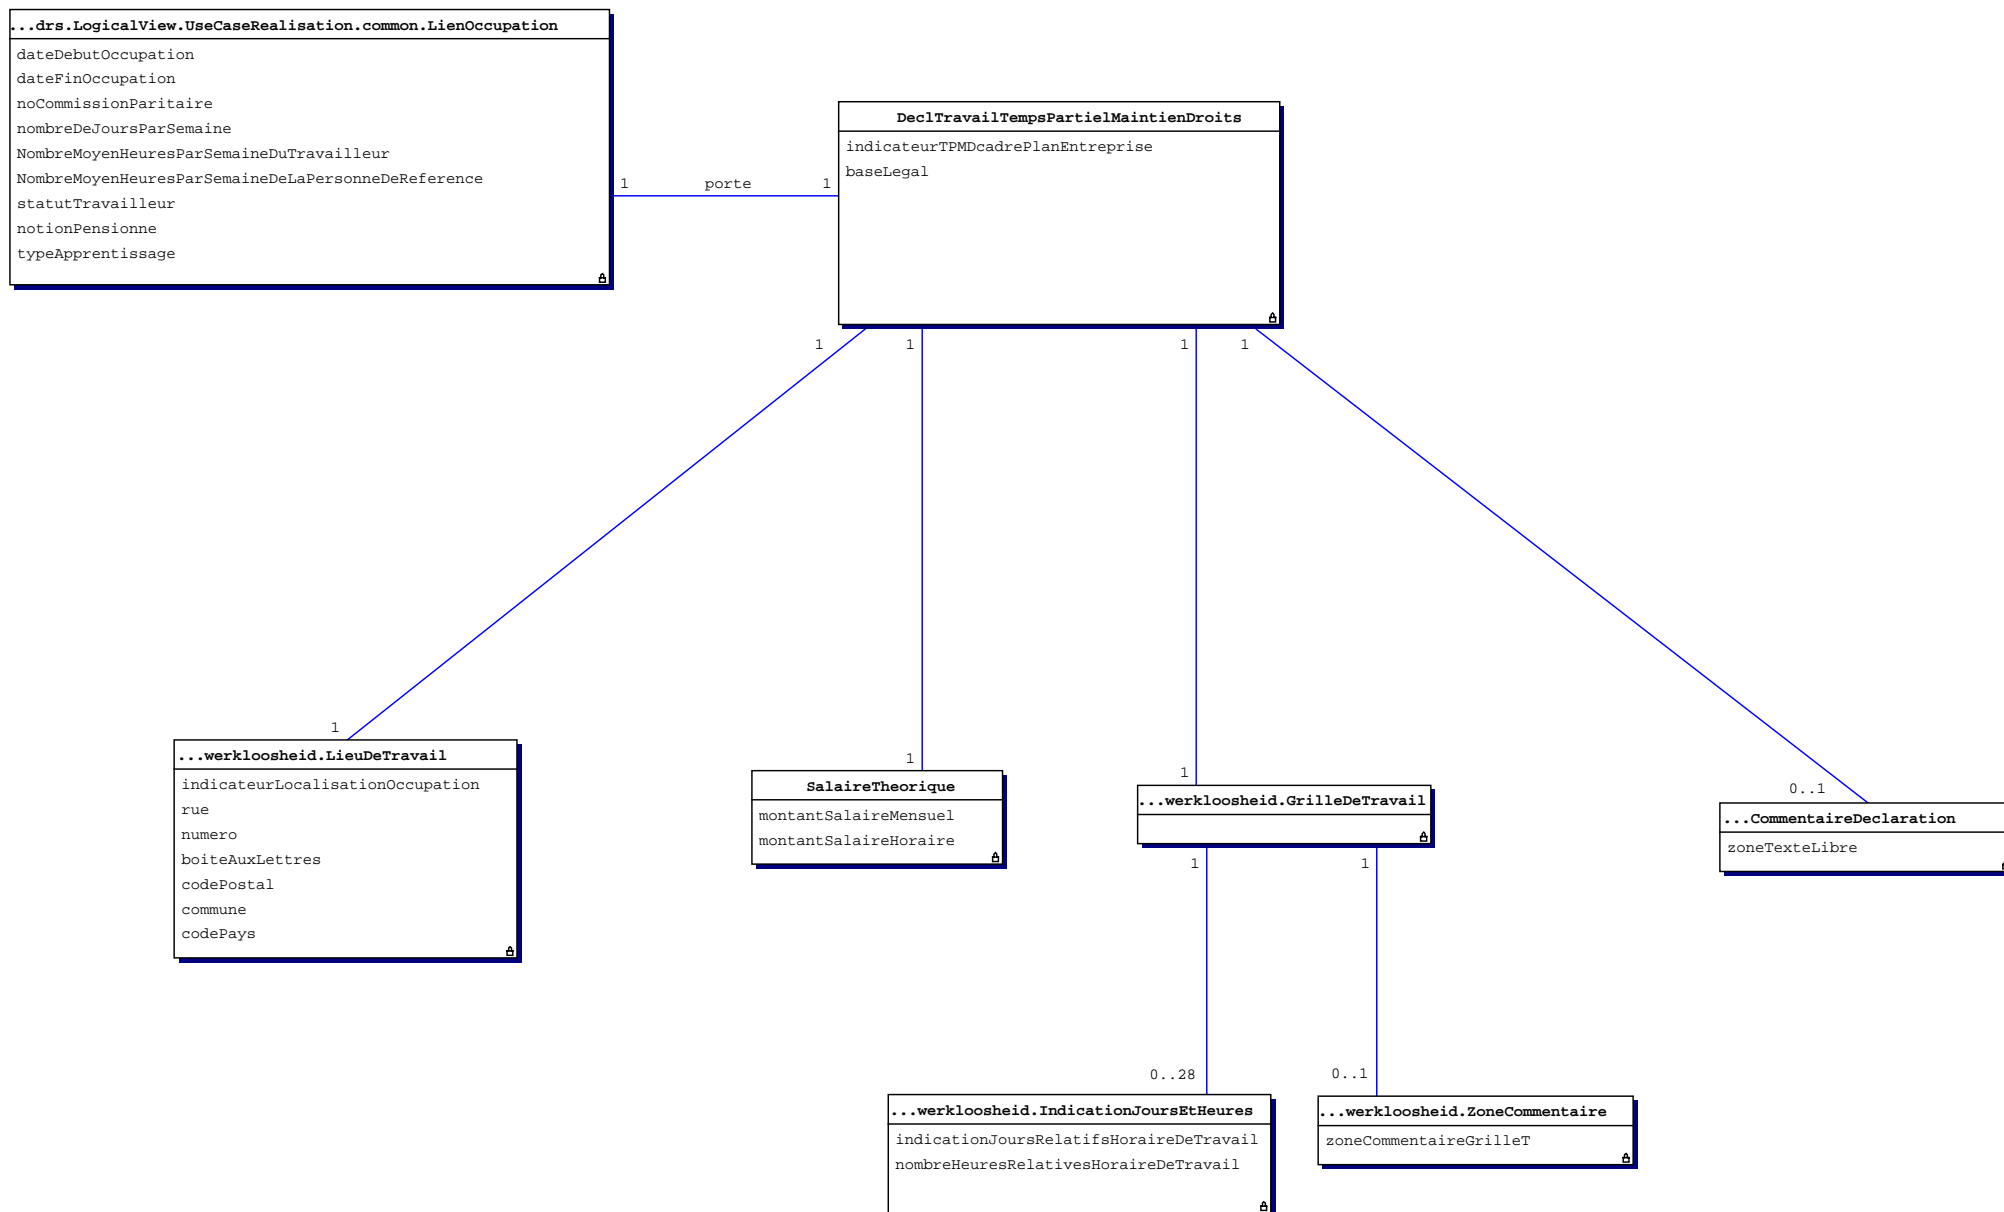 ...drs.LogicalView.UseCaseRealisation.common.LienOccupation
dateDebutOccupation
dateFinOccupation
noCommissionParitaire
nombreDeJoursParSemaine
NombreMoyenHeuresParSemaineDuTravailleur
NombreMoyenHeuresParSemaineDeLaPersonneDeReference
statutTravailleur
notionPensionne
typeApprentissage
1 porte 1
DeclTravailTempsPartielMaintienDroits
indicateurTPMDcadrePlanEntreprise
baseLegal
1 1 1 1
1
...werkloosheid.LieuDeTravail
indicateurLocalisationOccupation
rue
numero
boiteAuxLettres
codePostal
commune
codePays
1
SalaireTheorique
montantSalaireMensuel
montantSalaireHoraire
1
...werkloosheid.GrilleDeTravail
1 1
0..1
...CommentaireDeclaration
zoneTexteLibre
0..28
...werkloosheid.IndicationJoursEtHeures
indicationJoursRelatifsHoraireDeTravail
nombreHeuresRelativesHoraireDeTravail
0..1
...werkloosheid.ZoneCommentaire
zoneCommentaireGrilleT